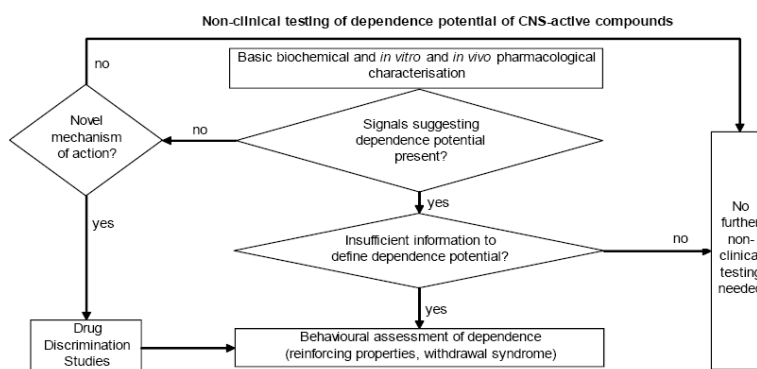 Non-clinical testing of dependence potential of CNS-active compounds
no
Basic biochemical and in vitro and in vivo pharmacological
characterisation
Novel
mechanism
of action?
no
Signals suggesting
dependence potential
present?
yes
yes
Insufficient information to
define dependence potential?
no
No
further
non-
clinical
testing
needed
yes
Drug
Discrimination
Studies
Behavioural assessment of dependence
(reinforcing properties, withdrawal syndrome)